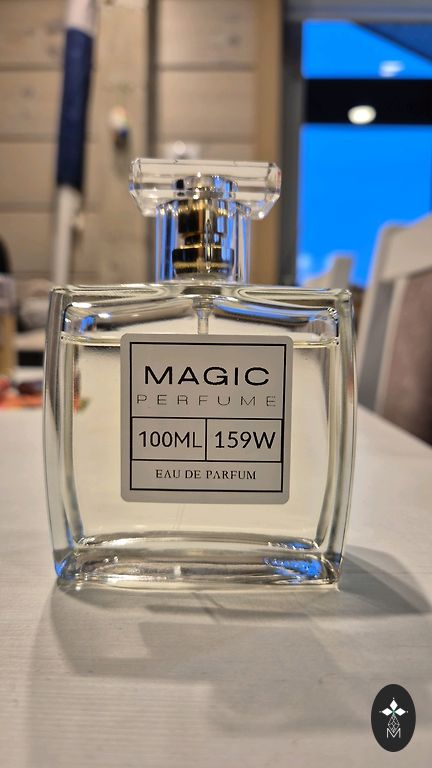 MAGIC
PERFUME
100ML 159W
EAU DE PARFUM
M